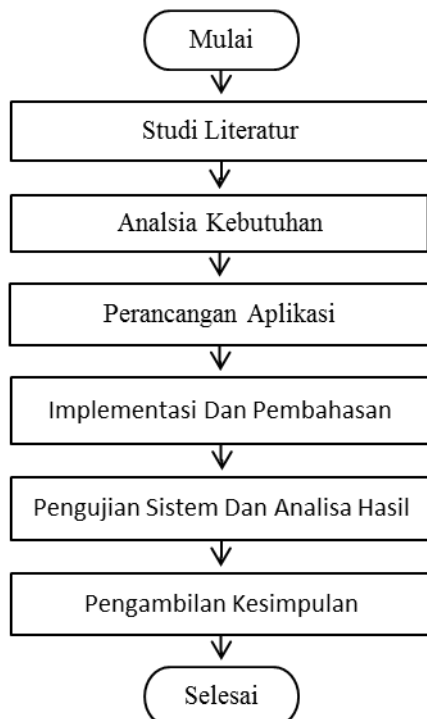 Mulai
Studi Literatur
Analsia Kebutuhan
Perancangan Aplikasi
Implementasi Dan Pembahasan
Pengujian Sistem Dan Analisa Hasil
Pengambilan Kesimpulan
Selesai